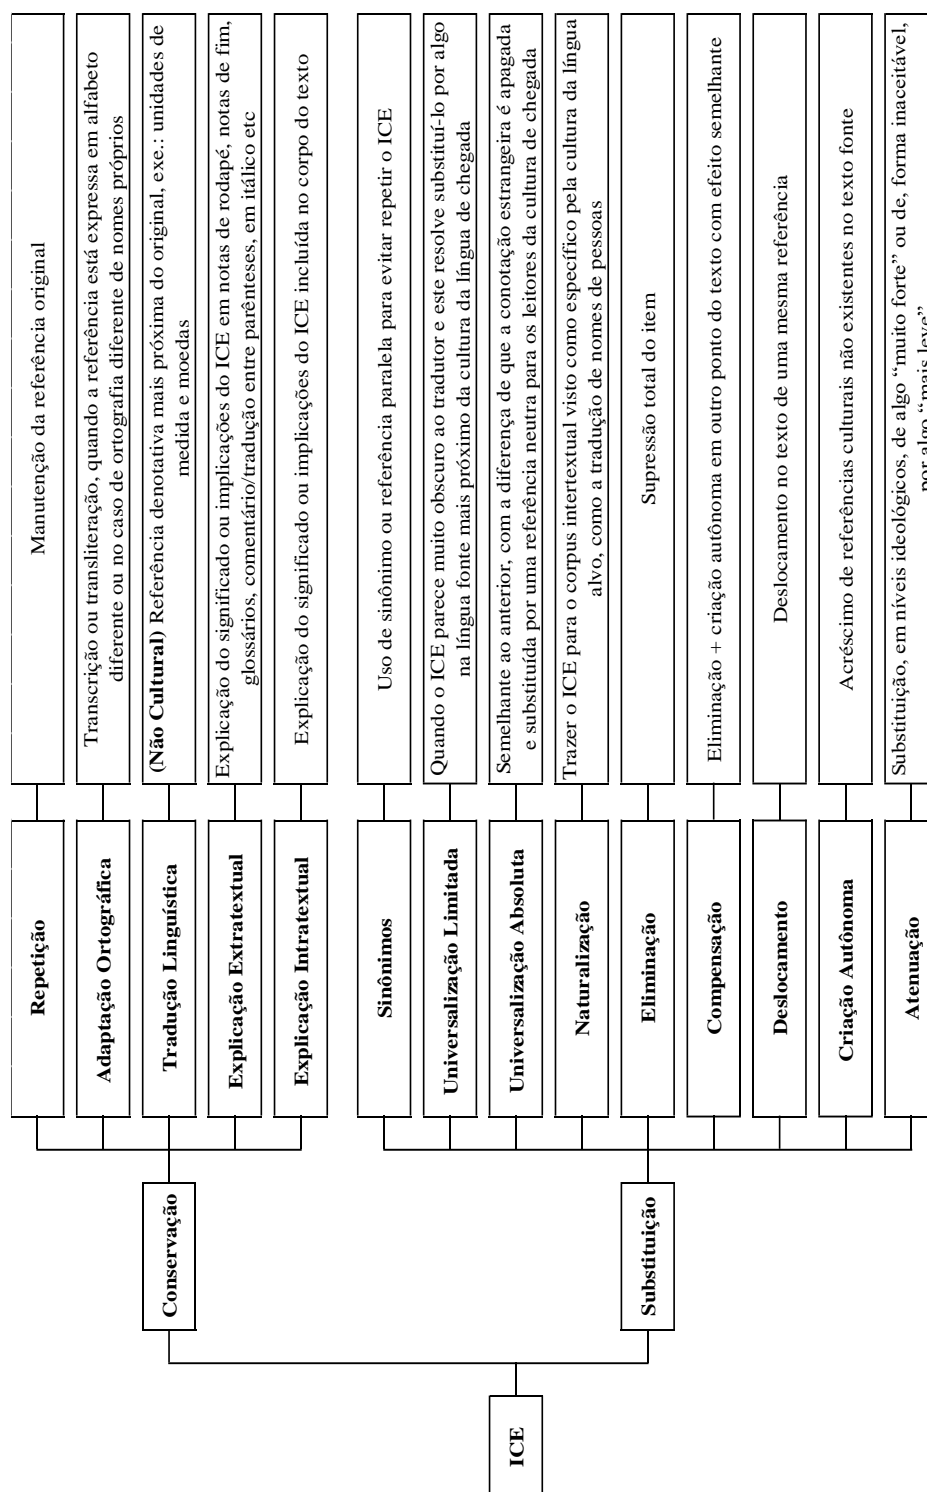 ICE
Conservação
Repetição
Manutenção da referência original
Adaptação Ortográfica
Transcrição ou transliteração, quando a referência está expressa em alfabeto
diferente ou no caso de ortografia diferente de nomes próprios
Tradução Linguística
(Não Cultural) Referência denotativa mais próxima do original, exe.: unidades de
medida e moedas
Explicação Extratextual
Explicação do significado ou implicações do ICE em notas de rodapé, notas de fim,
glossários, comentário/tradução entre parênteses, em itálico etc
Explicação Intratextual
Explicação do significado ou implicações do ICE incluída no corpo do texto
Substituição
Sinônimos
Uso de sinônimo ou referência paralela para evitar repetir o ICE
Universalização Limitada
Quando o ICE parece muito obscuro ao tradutor e este resolve substituí-lo por algo
na língua fonte mais próximo da cultura da língua de chegada
Universalização Absoluta
Semelhante ao anterior, com a diferença de que a conotação estrangeira é apagada
e substituída por uma referência neutra para os leitores da cultura de chegada
Naturalização
Trazer o ICE para o corpus intertextual visto como específico pela cultura da língua
alvo, como a tradução de nomes de pessoas
Eliminação
Supressão total do item
Compensação
Eliminação + criação autônoma em outro ponto do texto com efeito semelhante
Deslocamento
Deslocamento no texto de uma mesma referência
Criação Autônoma
Acréscimo de referências culturais não existentes no texto fonte
Atenuação
Substituição, em níveis ideológicos, de algo “muito forte” ou de, forma inaceitável,
por algo “mais leve”